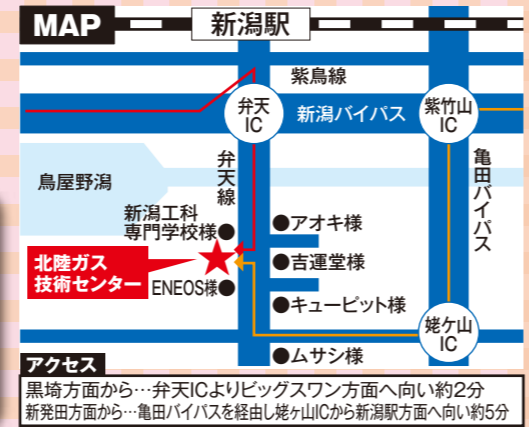 MAP
新潟駅
紫鳥線
弁天
IC
新潟バイパス
紫竹山
IC
弁天線
亀田バイパス
鳥屋野潟
新潟工科
専門学校様●
●アオキ様
北陸ガス
技術センター
●吉運堂様
ENEOS様●
●キューピット様
姥ケ山
IC
●ムサシ様
アクセス
黒埼方面から…弁天ICよりビッグスワン方面へ向い約2分
新発田方面から…亀田バイパスを経由し姥ヶ山ICから新潟駅方面へ向い約5分